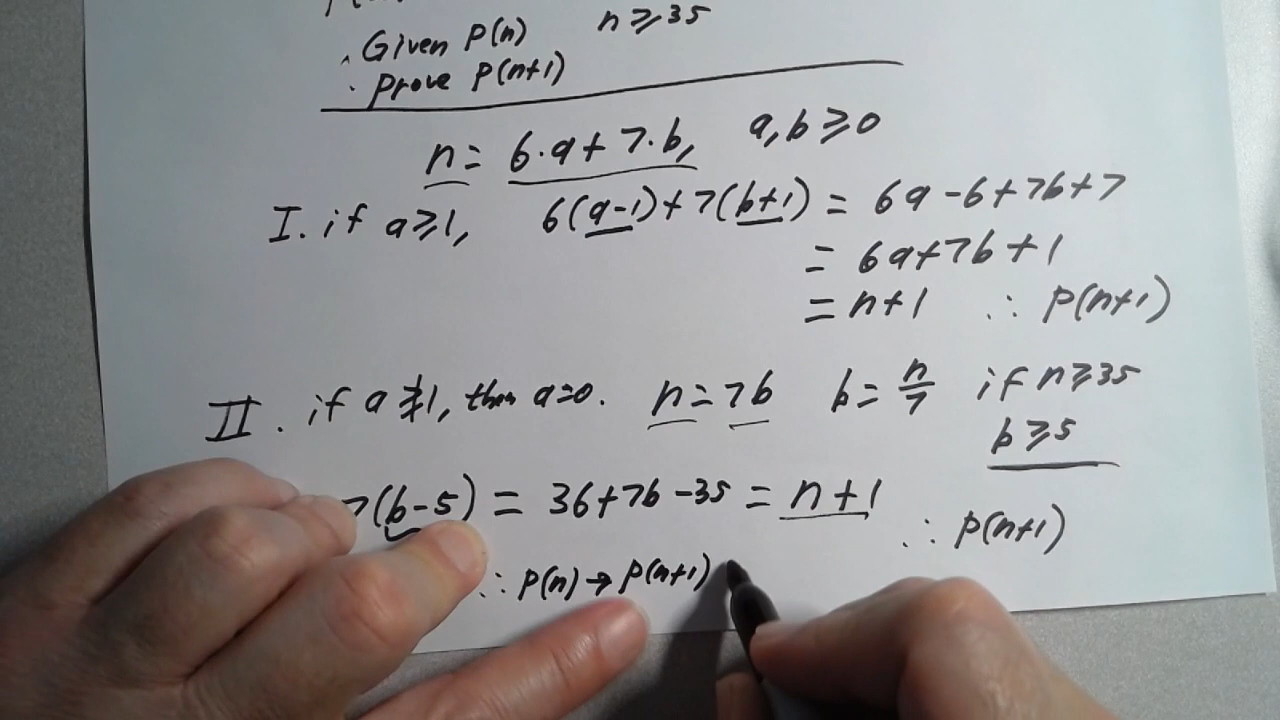 · Given P(n) n ≥ 35
· Prove P(n+1)
n = 6·a + 7·b, a,b ≥ 0
I. if a ≥ 1, 6(a-1) + 7(b+1) = 6a - 6 + 7b + 7
= 6a + 7b + 1
= n+1 ∴ P(n+1)
II. if a ≱ 1, then a=0. n = 7b b = n/7 if n ≥ 35
b ≥ 5
7(b-5) = 36 + 7b - 35 = n+1 ∴ P(n+1)
∴ P(n) → P(n+1)